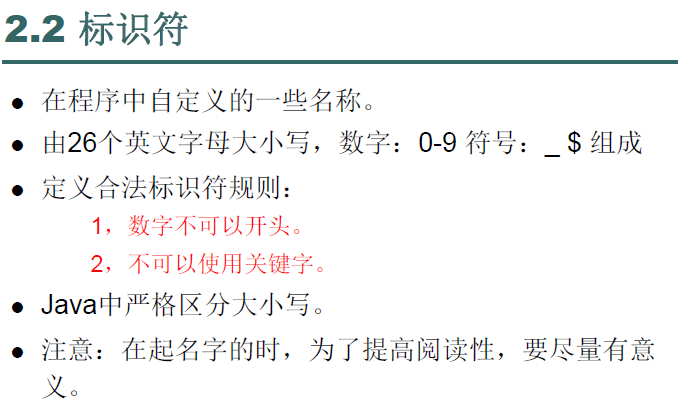 2.2 标识符
在程序中自定义的一些名称。
由26个英文字母大小写，数字：0-9 符号：_ $ 组成
定义合法标识符规则：
1，数字不可以开头。
2，不可以使用关键字。
Java中严格区分大小写。
注意：在起名字的时，为了提高阅读性，要尽量有意
义。